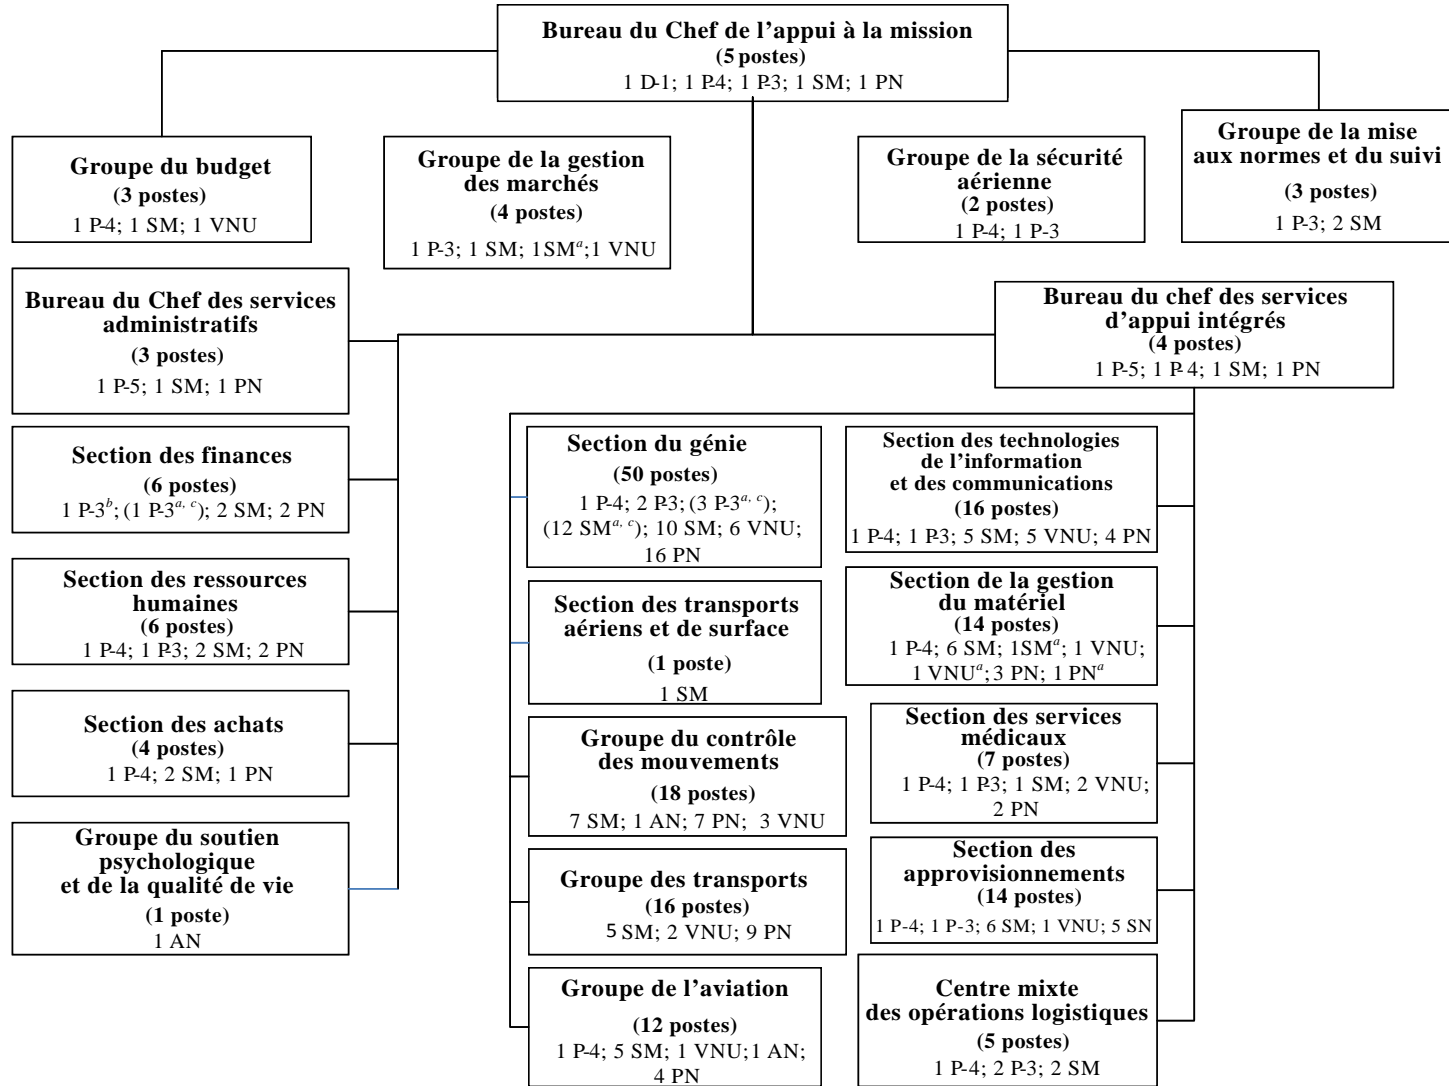 Bureau du Chef de l’appui à la mission
(5 postes)
1 D-1; 1 P-4; 1 P-3; 1 SM; 1 PN
Groupe du budget
(3 postes)
1 P-4; 1 SM; 1 VNU
Groupe de la gestion
des marchés
(4 postes)
1 P-3; 1 SM; 1SMᵃ;1 VNU
Groupe de la sécurité
aérienne
(2 postes)
1 P-4; 1 P-3
Groupe de la mise
aux normes et du suivi
(3 postes)
1 P-3; 2 SM
Bureau du Chef des services
administratifs
(3 postes)
1 P-5; 1 SM; 1 PN
Bureau du chef des services
d’appui intégrés
(4 postes)
1 P-5; 1 P-4; 1 SM; 1 PN
Section des finances
(6 postes)
1 P-3ᵇ; (1 P-3ᵃ, ᶜ); 2 SM; 2 PN
Section des ressources
humaines
(6 postes)
1 P-4; 1 P-3; 2 SM; 2 PN
Section des achats
(4 postes)
1 P-4; 2 SM; 1 PN
Groupe du soutien
psychologique
et de la qualité de vie
(1 poste)
1 AN
Section du génie
(50 postes)
1 P-4; 2 P-3; (3 P-3ᵃ, ᶜ);
(12 SMᵃ, ᶜ); 10 SM; 6 VNU;
16 PN
Section des transports
aériens et de surface
(1 poste)
1 SM
Groupe du contrôle
des mouvements
(18 postes)
7 SM; 1 AN; 7 PN; 3 VNU
Groupe des transports
(16 postes)
5 SM; 2 VNU; 9 PN
Groupe de l’aviation
(12 postes)
1 P-4; 5 SM; 1 VNU;1 AN;
4 PN
Section des technologies
de l’information
et des communications
(16 postes)
1 P-4; 1 P-3; 5 SM; 5 VNU; 4 PN
Section de la gestion
du matériel
(14 postes)
1 P-4; 6 SM; 1SMᵃ; 1 VNU;
1 VNUᵃ; 3 PN; 1 PNᵃ
Section des services
médicaux
(7 postes)
1 P-4; 1 P-3; 1 SM; 2 VNU;
2 PN
Section des
approvisionnements
(14 postes)
1 P-4; 1 P-3; 6 SM; 1 VNU; 5 SN
Centre mixte
des opérations logistiques
(5 postes)
1 P-4; 2 P-3; 2 SM